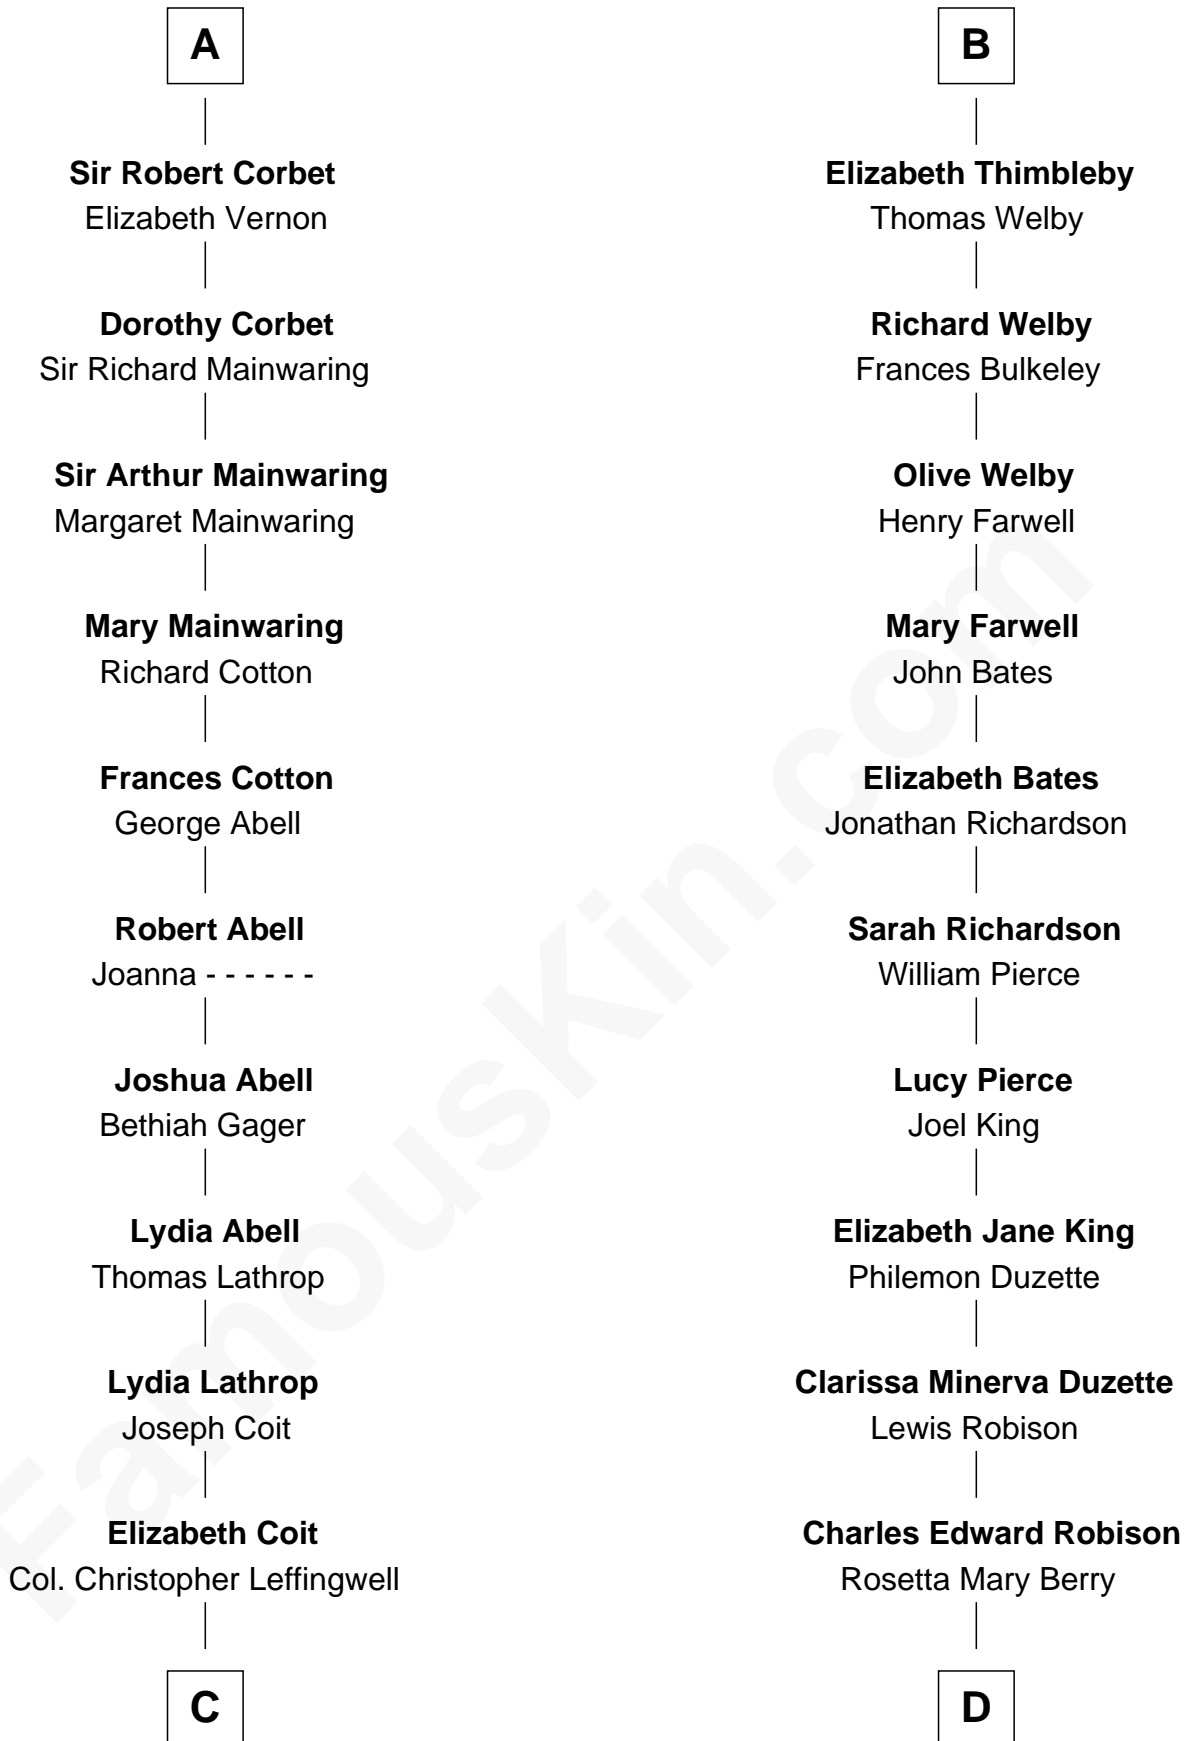 A
Sir Robert Corbet
Elizabeth Vernon
Dorothy Corbet
Sir Richard Mainwaring
Sir Arthur Mainwaring
Margaret Mainwaring
Mary Mainwaring
Richard Cotton
Frances Cotton
George Abell
Robert Abell
Joanna - - - - - -
Joshua Abell
Bethiah Gager
Lydia Abell
Thomas Lathrop
Lydia Lathrop
Joseph Coit
Elizabeth Coit
Col. Christopher Leffingwell
C
B
Elizabeth Thimbleby
Thomas Welby
Richard Welby
Frances Bulkeley
Olive Welby
Henry Farwell
Mary Farwell
John Bates
Elizabeth Bates
Jonathan Richardson
Sarah Richardson
William Pierce
Lucy Pierce
Joel King
Elizabeth Jane King
Philemon Duzette
Clarissa Minerva Duzette
Lewis Robison
Charles Edward Robison
Rosetta Mary Berry
D
FamousKin.com